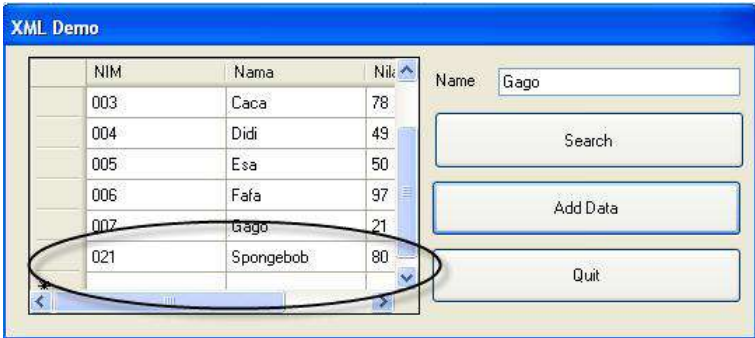 XML Demo
NIM Nama
003 Caca 78
004 Didi 49
005 Esa 50
006 Fafa 97
007 Gago 21
021 Spongebob 80
*
Name Gago
Search
Add Data
Quit